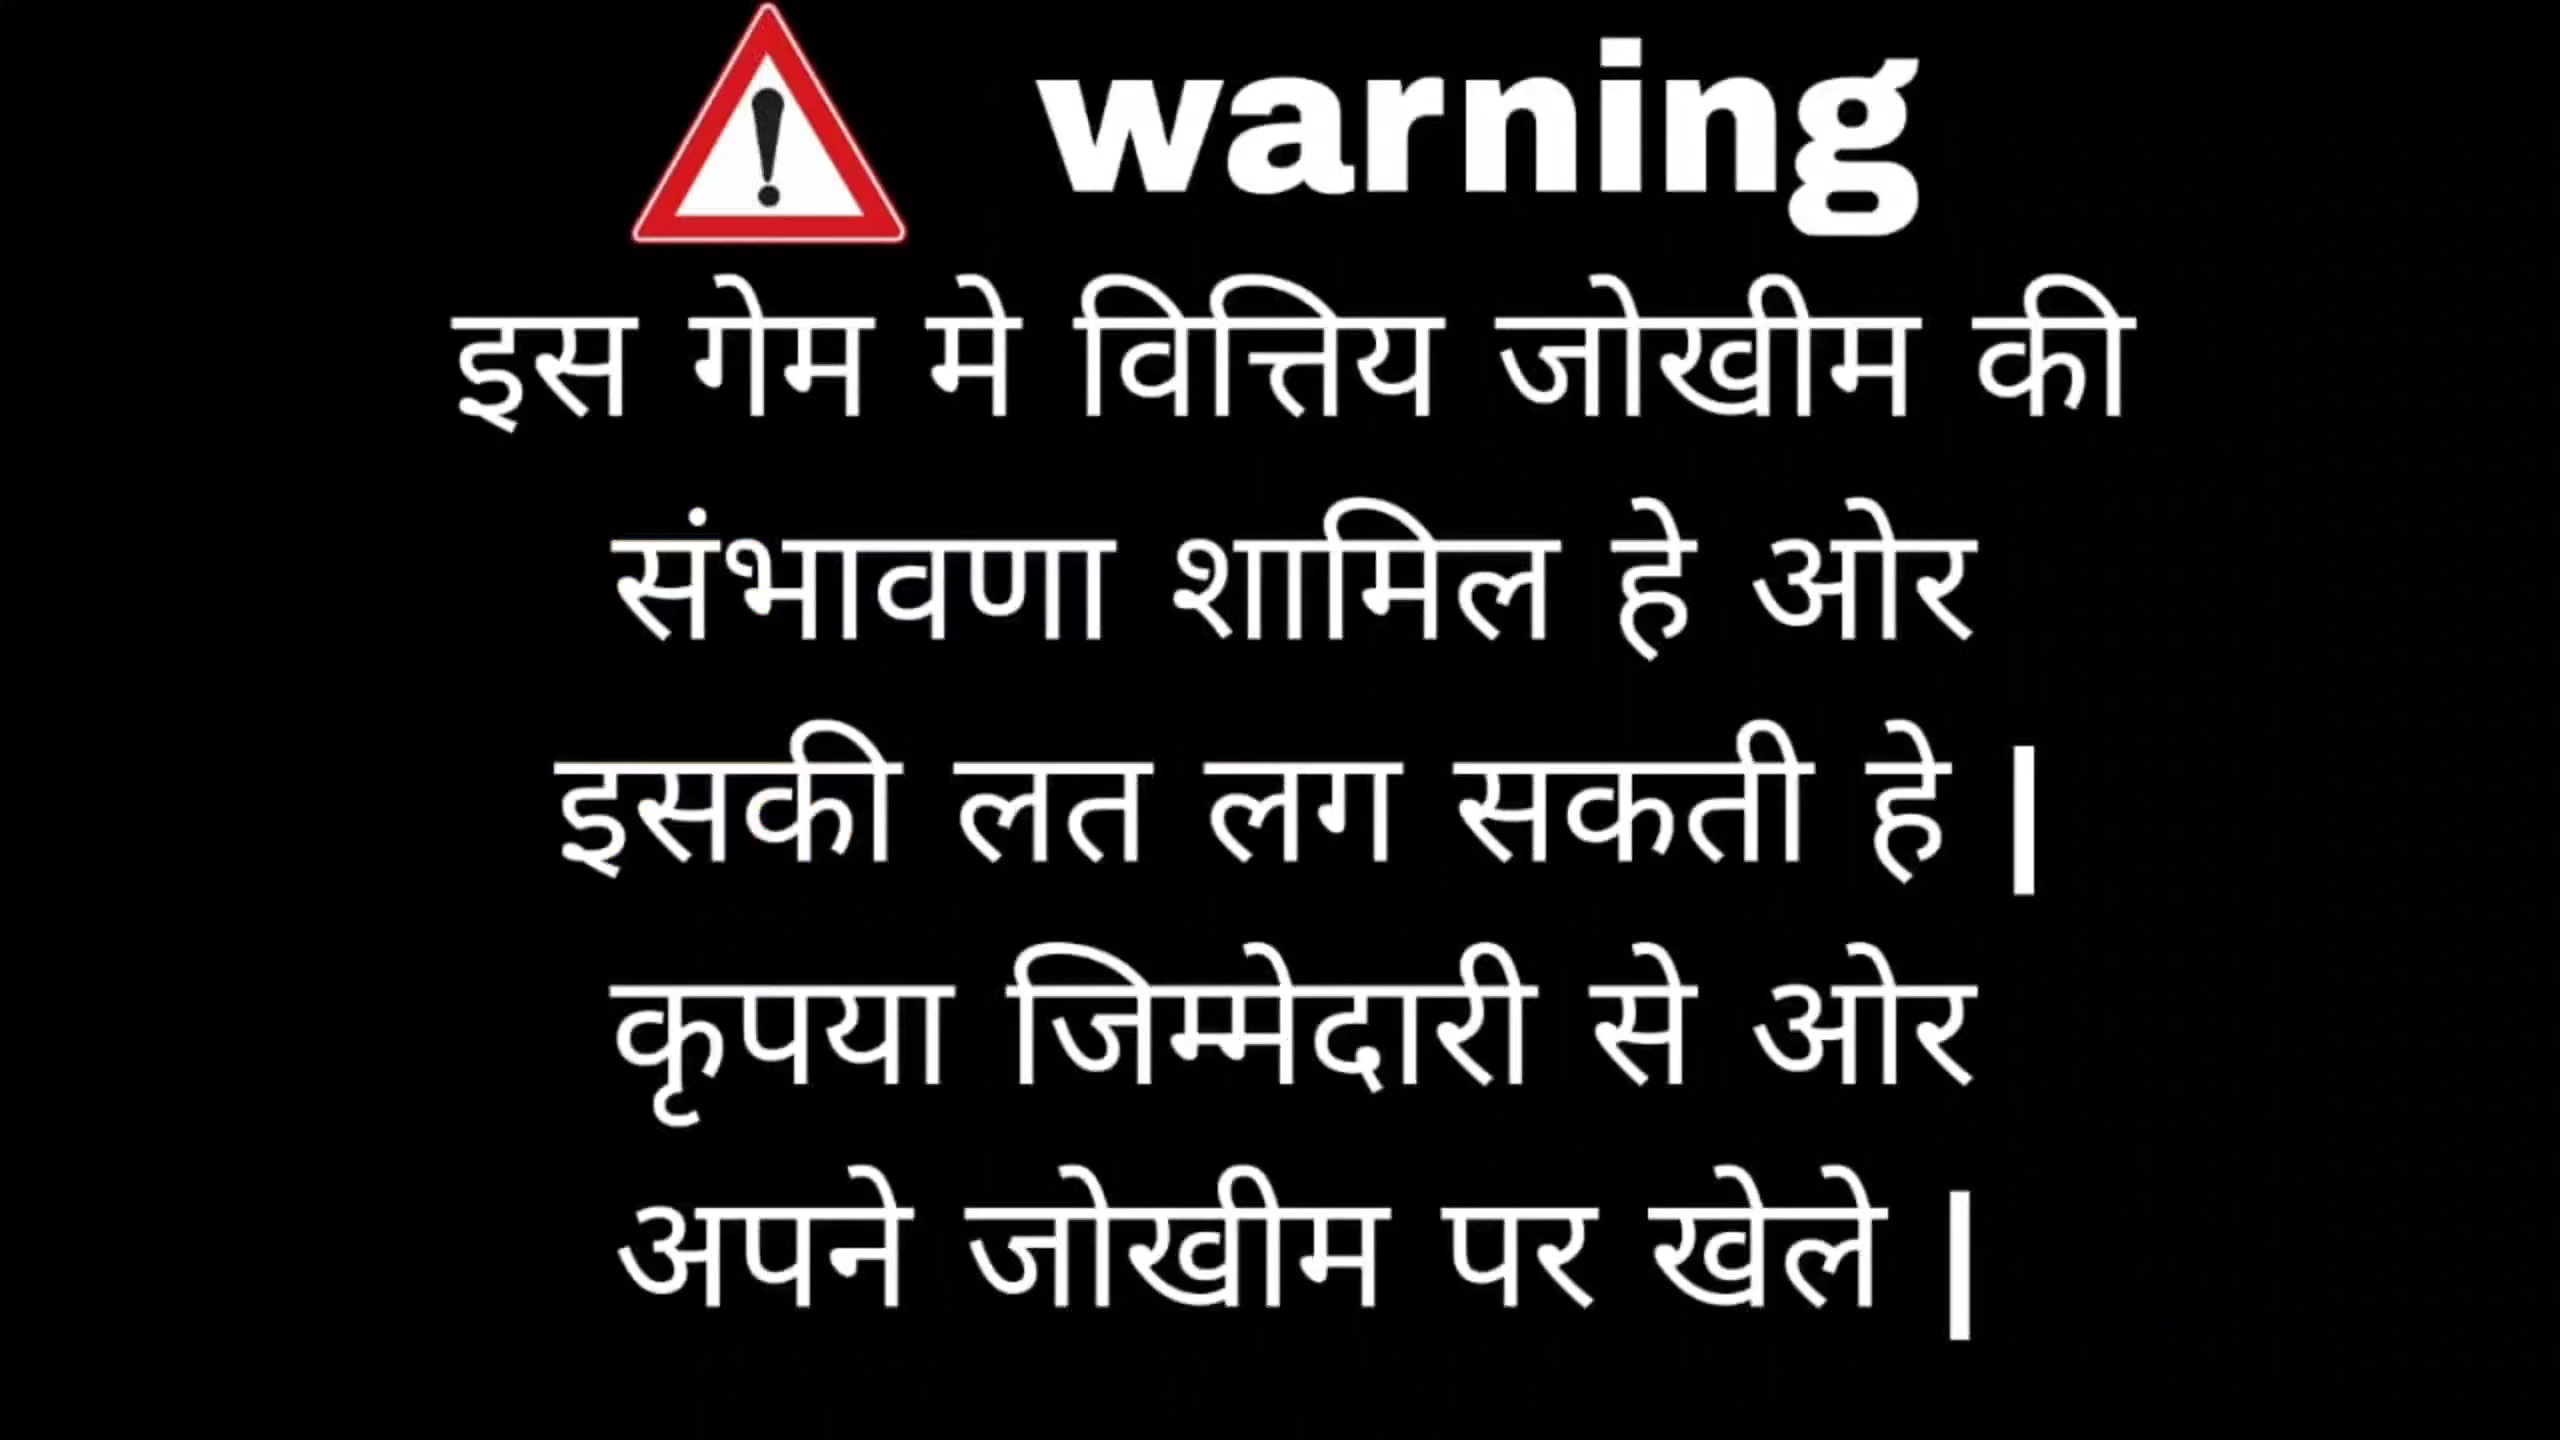 warning
इस गेम मे वित्तिय जोखीम की
संभावणा शामिल हे ओर
इसकी लत लग सकती हे |
कृपया जिम्मेदारी से ओर
अपने जोखीम पर खेले |